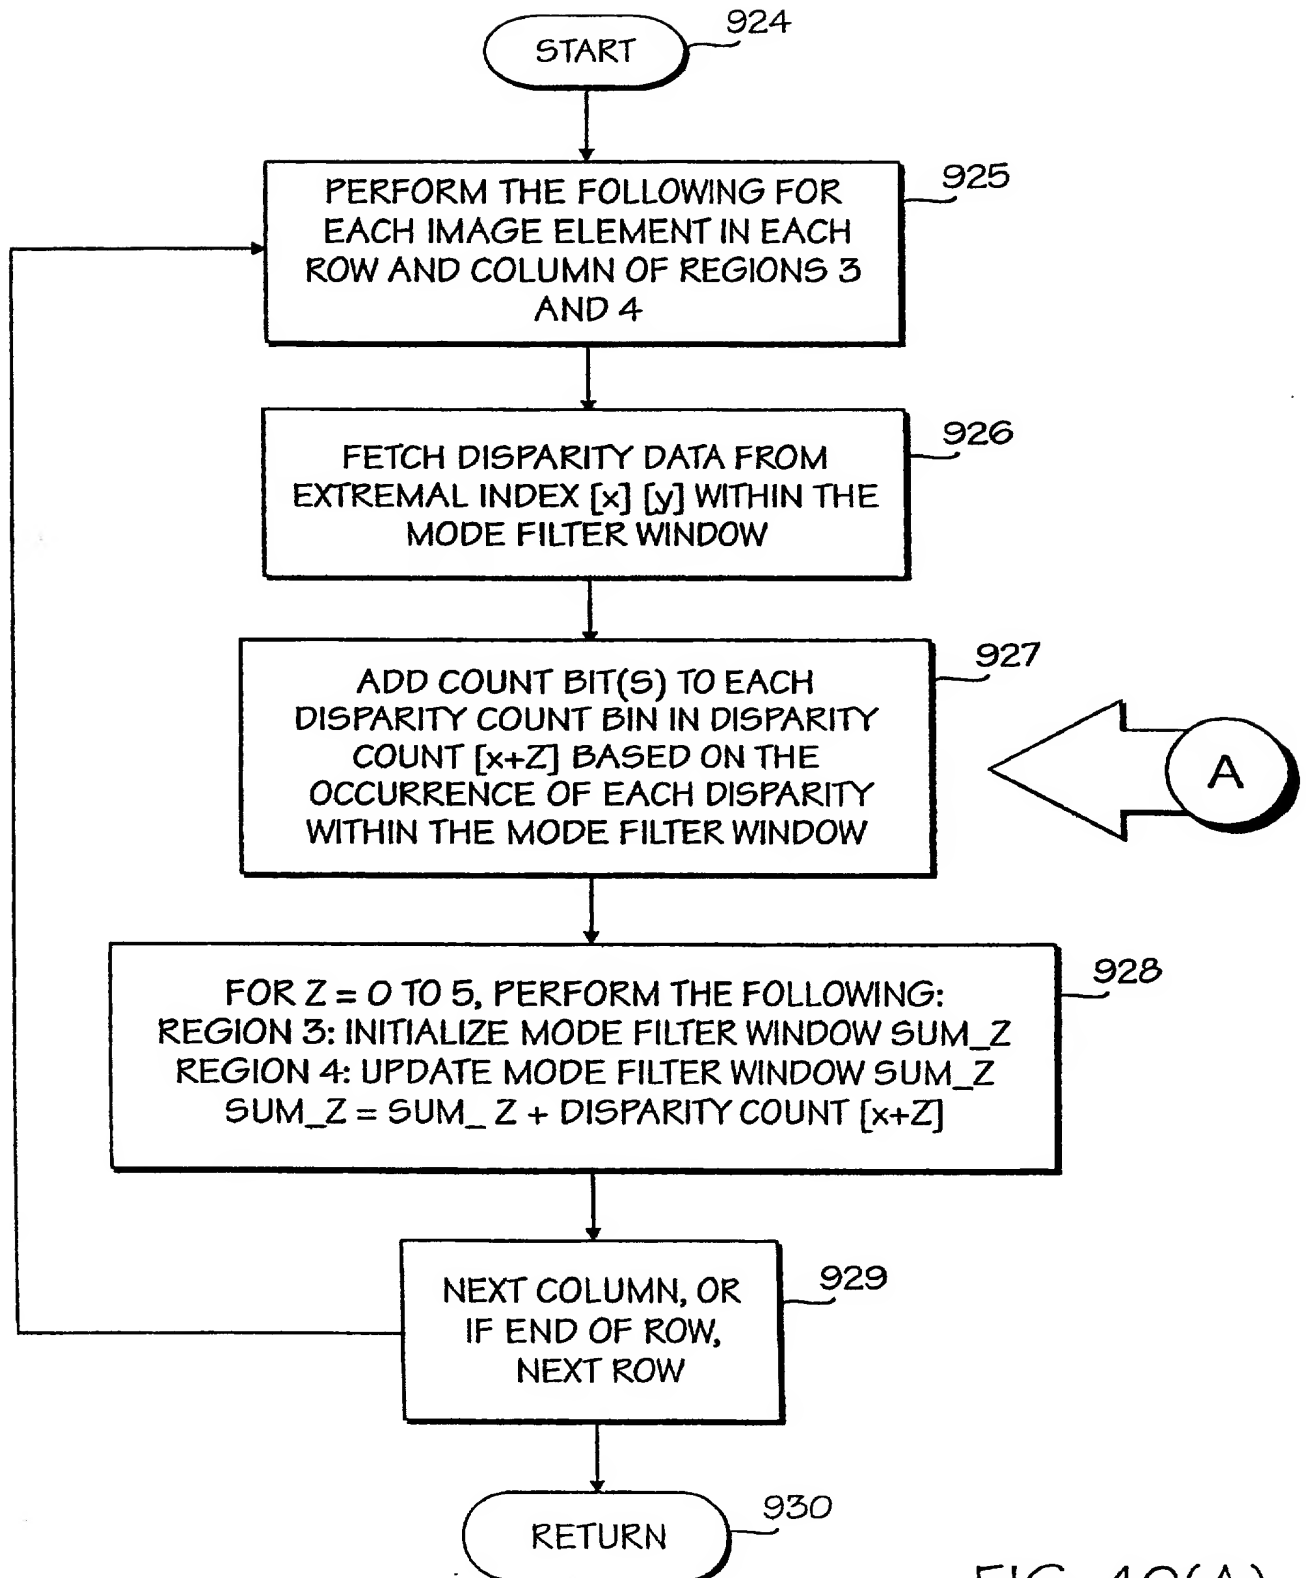 START
924
PERFORM THE FOLLOWING FOR
EACH IMAGE ELEMENT IN EACH
ROW AND COLUMN OF REGIONS 3
AND 4
925
FETCH DISPARITY DATA FROM
EXTREMAL INDEX [x] [y] WITHIN THE
MODE FILTER WINDOW
926
ADD COUNT BIT(S) TO EACH
DISPARITY COUNT BIN IN DISPARITY
COUNT [x+Z] BASED ON THE
OCCURRENCE OF EACH DISPARITY
WITHIN THE MODE FILTER WINDOW
927
A
FOR Z = 0 TO 5, PERFORM THE FOLLOWING:
REGION 3: INITIALIZE MODE FILTER WINDOW SUM_Z
REGION 4: UPDATE MODE FILTER WINDOW SUM_Z
SUM_Z = SUM_ Z + DISPARITY COUNT [x+Z]
928
NEXT COLUMN, OR
IF END OF ROW,
NEXT ROW
929
RETURN
930
FIG. 40(A)